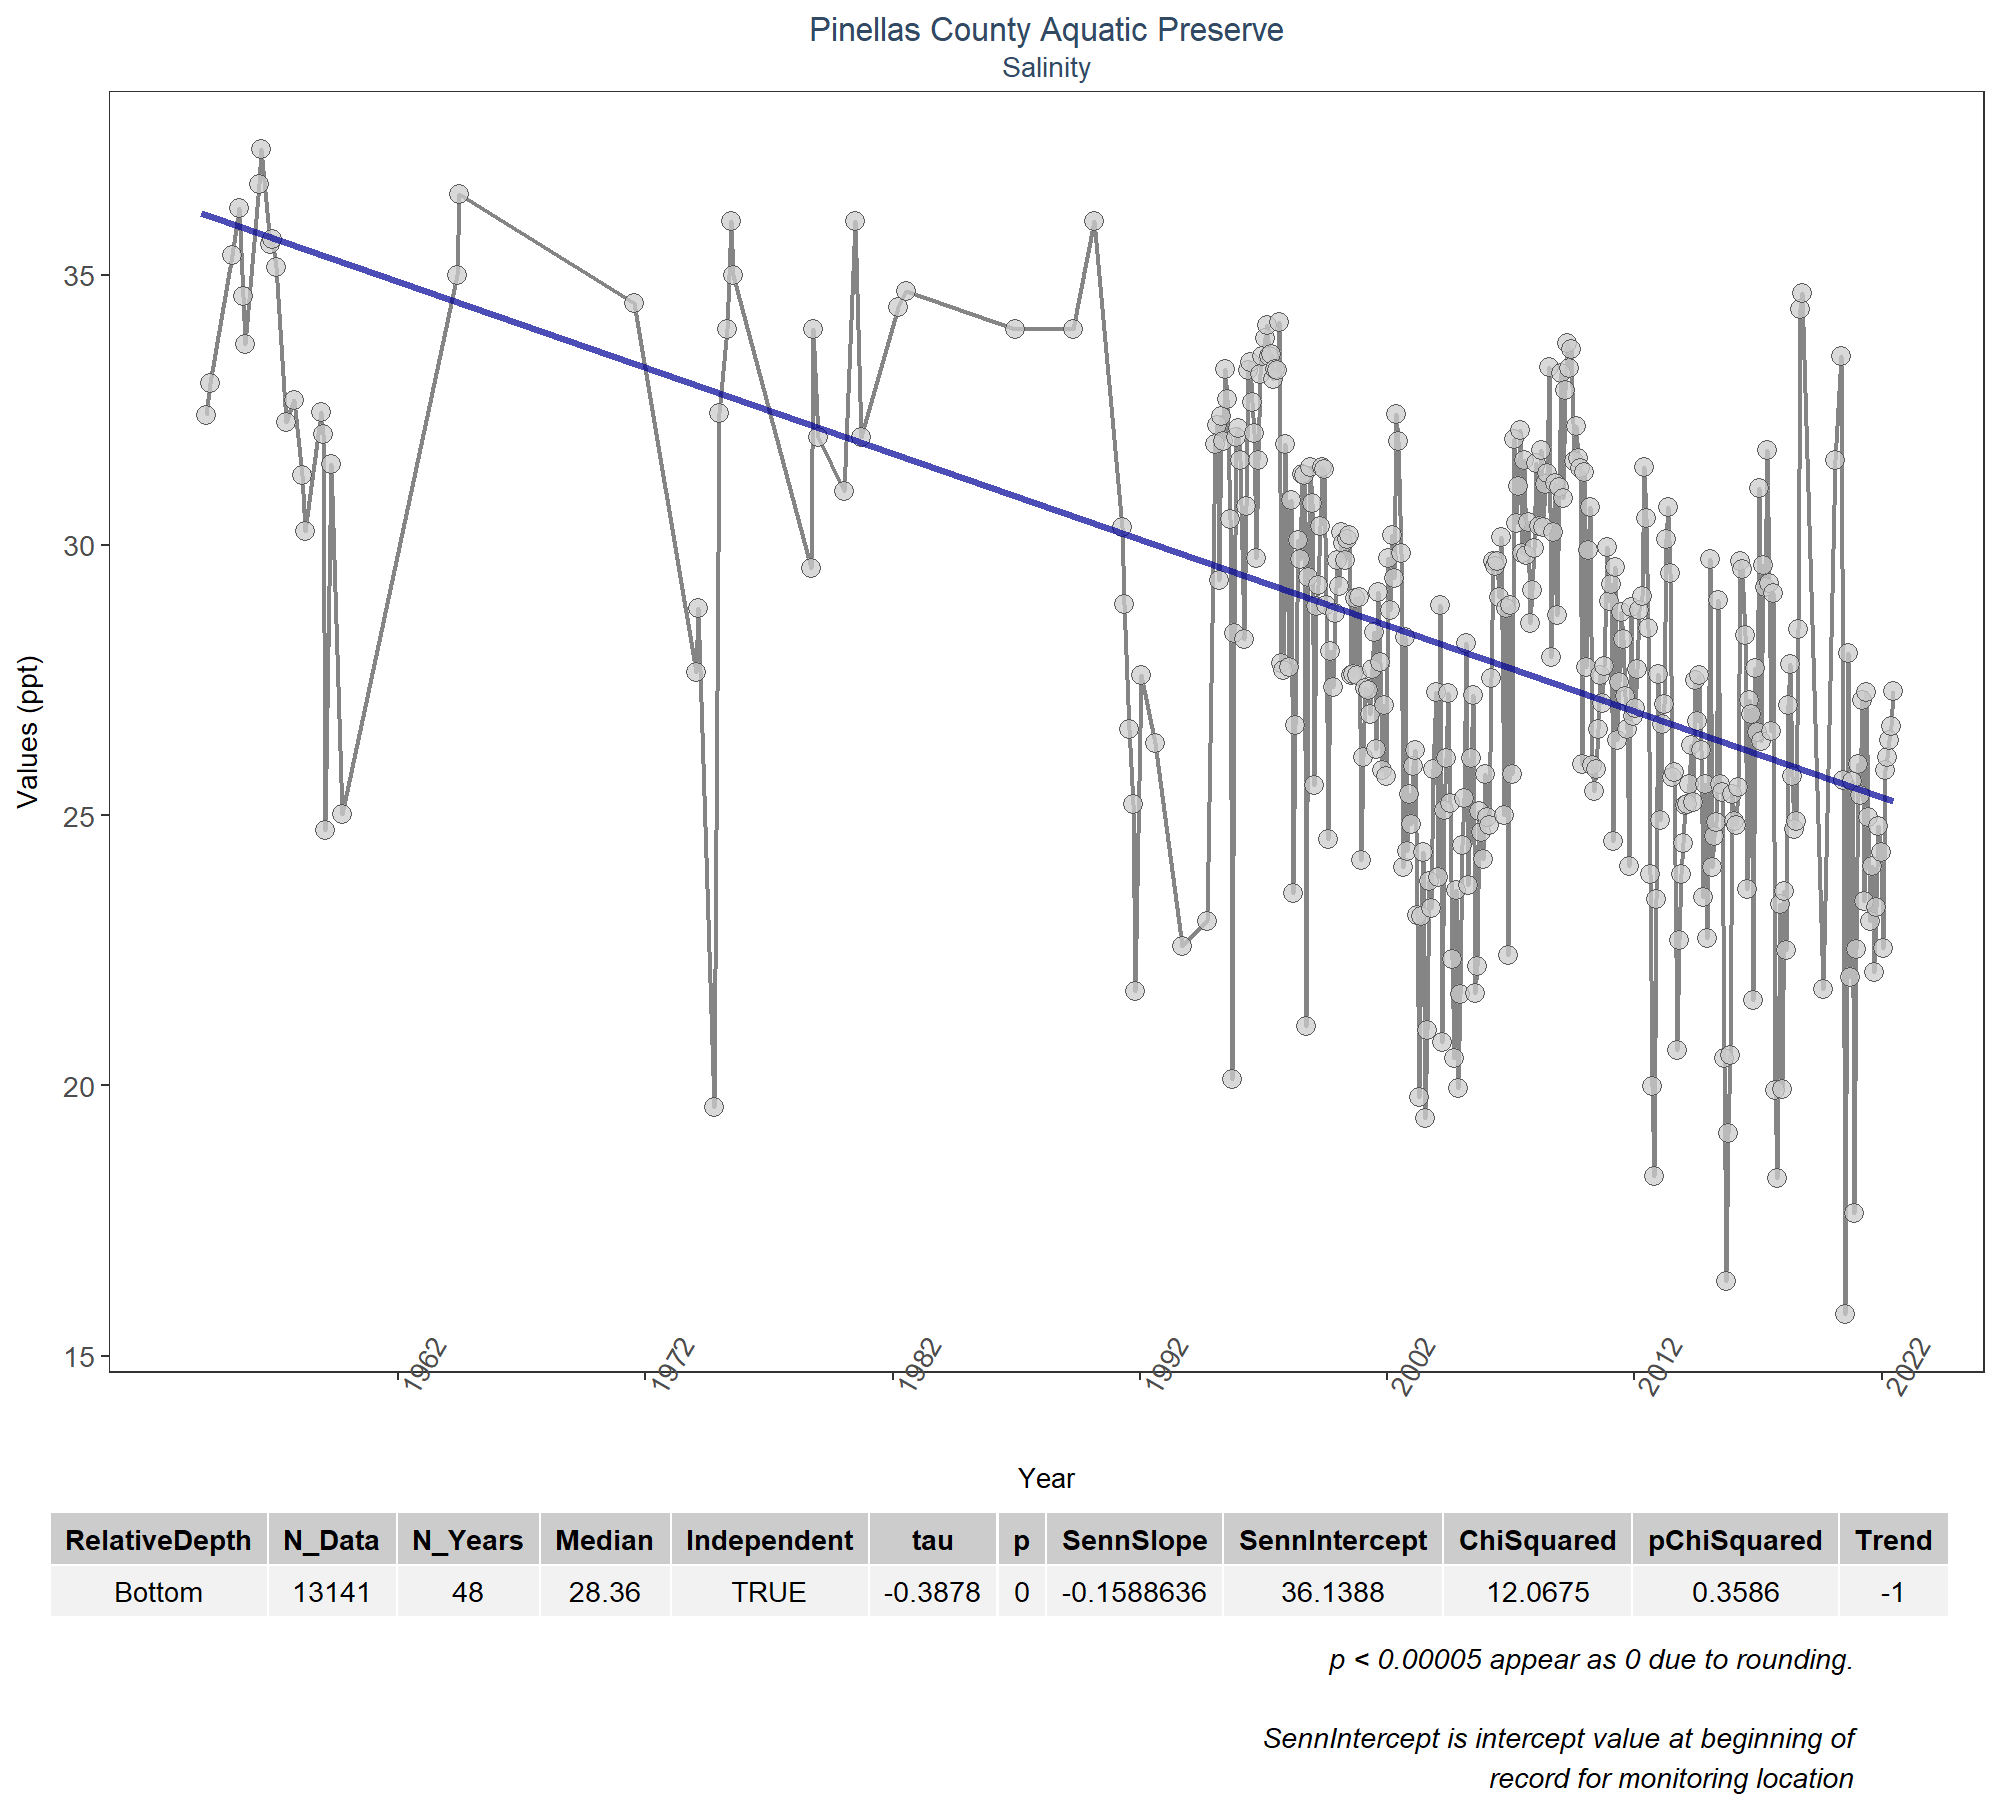 Pinellas County Aquatic Preserve
Salinity
Values (ppt)
35
30
25
20
15
1962 1972 1982 1992 2002 2012 2022
Year
RelativeDepth N_Data N_Years Median Independent tau p SennSlope SennIntercept ChiSquared pChiSquared Trend
Bottom 13141 48 28.36 TRUE -0.3878 0 -0.1588636 36.1388 12.0675 0.3586 -1
p < 0.00005 appear as 0 due to rounding.
SennIntercept is intercept value at beginning of
record for monitoring location